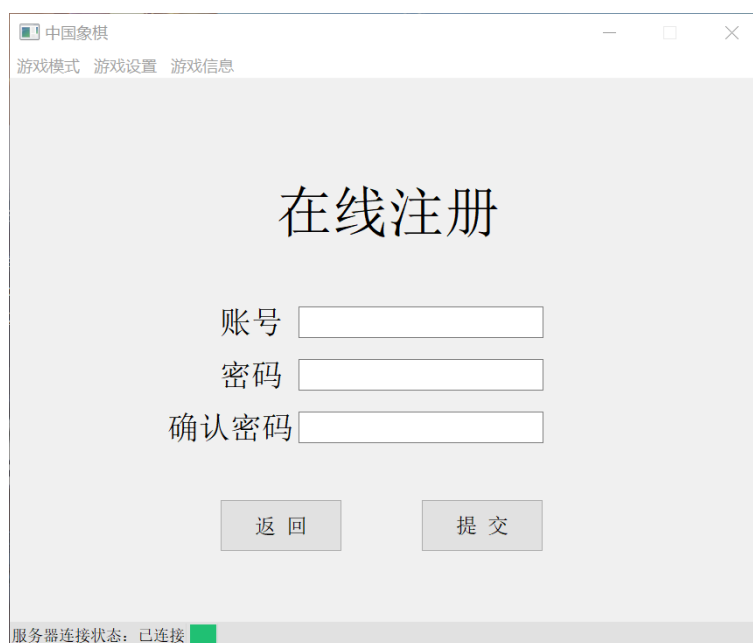 中国象棋
游戏模式 游戏设置 游戏信息
在线注册
账号
密码
确认密码
返 回 提 交
服务器连接状态：已连接